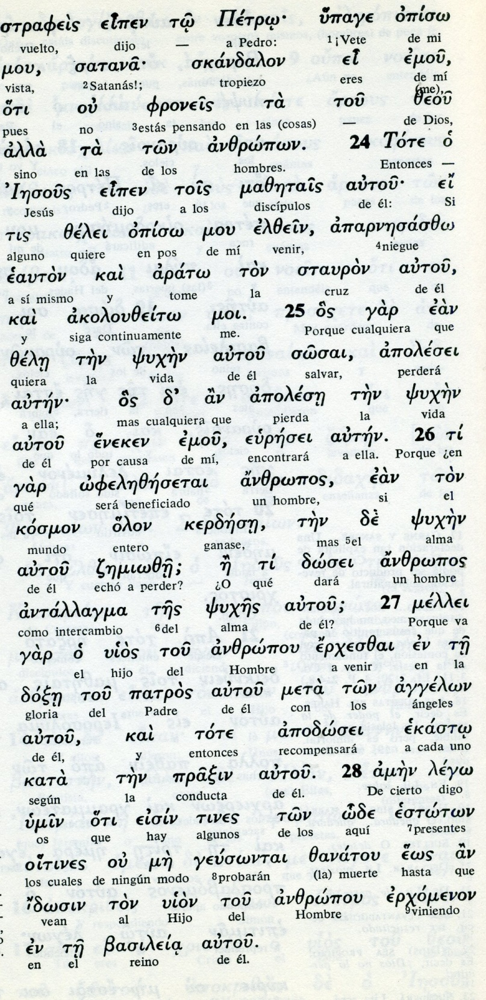 στραφεὶς εἶπεν τῷ Πέτρῳ· ὕπαγε ὀπίσω
vuelto, dijo — a Pedro: ¹¡Vete de mi
μου, σατανᾶ· σκάνδαλον εἶ ἐμοῦ,
vista, ²Satanás!; tropiezo eres de mí (me),
ὅτι οὐ φρονεῖς τὰ τοῦ θεοῦ
pues no ³estás pensando en las (cosas) — de Dios,
ἀλλὰ τὰ τῶν ἀνθρώπων. 24 Τότε ὁ
sino en las de los hombres. Entonces —
Ἰησοῦς εἶπεν τοῖς μαθηταῖς αὐτοῦ· εἴ
Jesús dijo a los discípulos de él: Si
τις θέλει ὀπίσω μου ἐλθεῖν, ἀπαρνησάσθω
alguno quiere en pos de mí venir, ⁴niegue
ἑαυτὸν καὶ ἀράτω τὸν σταυρὸν αὐτοῦ,
a sí mismo y tome la cruz de él
καὶ ἀκολουθείτω μοι. 25 ὃς γὰρ ἐὰν
y siga continuamente me. Porque cualquiera que
θέλῃ τὴν ψυχὴν αὐτοῦ σῶσαι, ἀπολέσει
quiera la vida de él salvar, perderá
αὐτήν· ὃς δ' ἂν ἀπολέσῃ τὴν ψυχὴν
a ella; mas cualquiera que pierda la vida
αὐτοῦ ἕνεκεν ἐμοῦ, εὑρήσει αὐτήν. 26 τί
de él por causa de mí, encontrará a ella. Porque ¿en
γὰρ ὠφεληθήσεται ἄνθρωπος, ἐὰν τὸν
qué será beneficiado un hombre, si el
κόσμον ὅλον κερδήσῃ, τὴν δὲ ψυχὴν
mundo entero ganase, mas ⁵el alma
αὐτοῦ ζημιωθῇ; ἢ τί δώσει ἄνθρωπος
de él echó a perder? ¿O qué dará un hombre
ἀντάλλαγμα τῆς ψυχῆς αὐτοῦ; 27 μέλλει
como intercambio ⁶del alma de él? Porque va
γὰρ ὁ υἱὸς τοῦ ἀνθρώπου ἔρχεσθαι ἐν τῇ
el hijo del Hombre a venir en la
δόξῃ τοῦ πατρὸς αὐτοῦ μετὰ τῶν ἀγγέλων
gloria del Padre de él con los ángeles
αὐτοῦ, καὶ τότε ἀποδώσει ἑκάστῳ
de él, y entonces recompensará a cada uno
κατὰ τὴν πρᾶξιν αὐτοῦ. 28 ἀμὴν λέγω
según la conducta de él. De cierto digo
ὑμῖν ὅτι εἰσίν τινες τῶν ὧδε ἑστώτων
os que hay algunos de los aquí ⁷presentes
οἵτινες οὐ μὴ γεύσωνται θανάτου ἕως ἂν
los cuales de ningún modo ⁸probarán (la) muerte hasta que
ἴδωσιν τὸν υἱὸν τοῦ ἀνθρώπου ἐρχόμενον
vean al Hijo del Hombre ⁹viniendo
ἐν τῇ βασιλείᾳ αὐτοῦ.
en el reino de él.